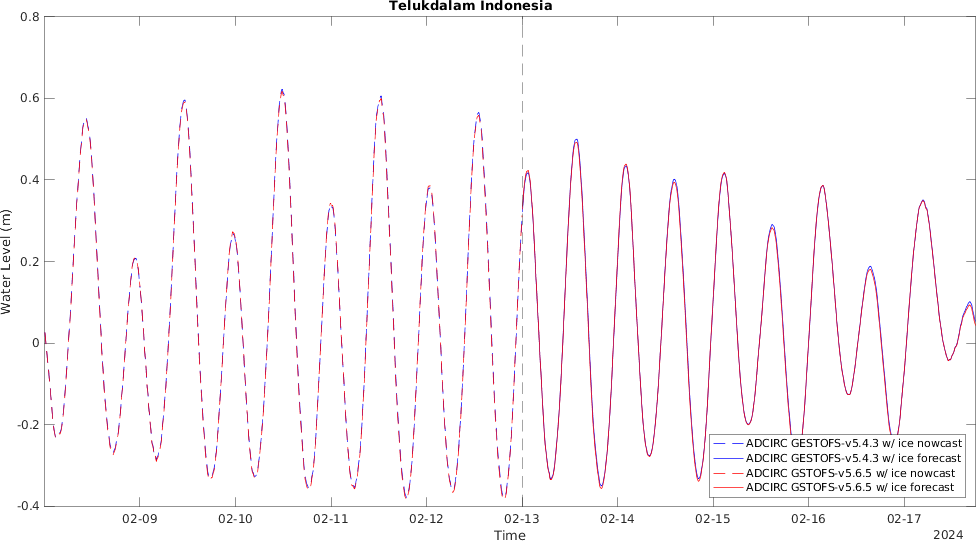 Telukdalam Indonesia
Water Level (m)
0.8
0.6
0.4
0.2
0
-0.2
-0.4
ADCIRC GESTOFS-v5.4.3 w/ ice nowcast
ADCIRC GESTOFS-v5.4.3 w/ ice forecast
ADCIRC GSTOFS-v5.6.5 w/ ice nowcast
ADCIRC GSTOFS-v5.6.5 w/ ice forecast
02-09 02-10 02-11 02-12 02-13 02-14 02-15 02-16 02-17
Time
2024